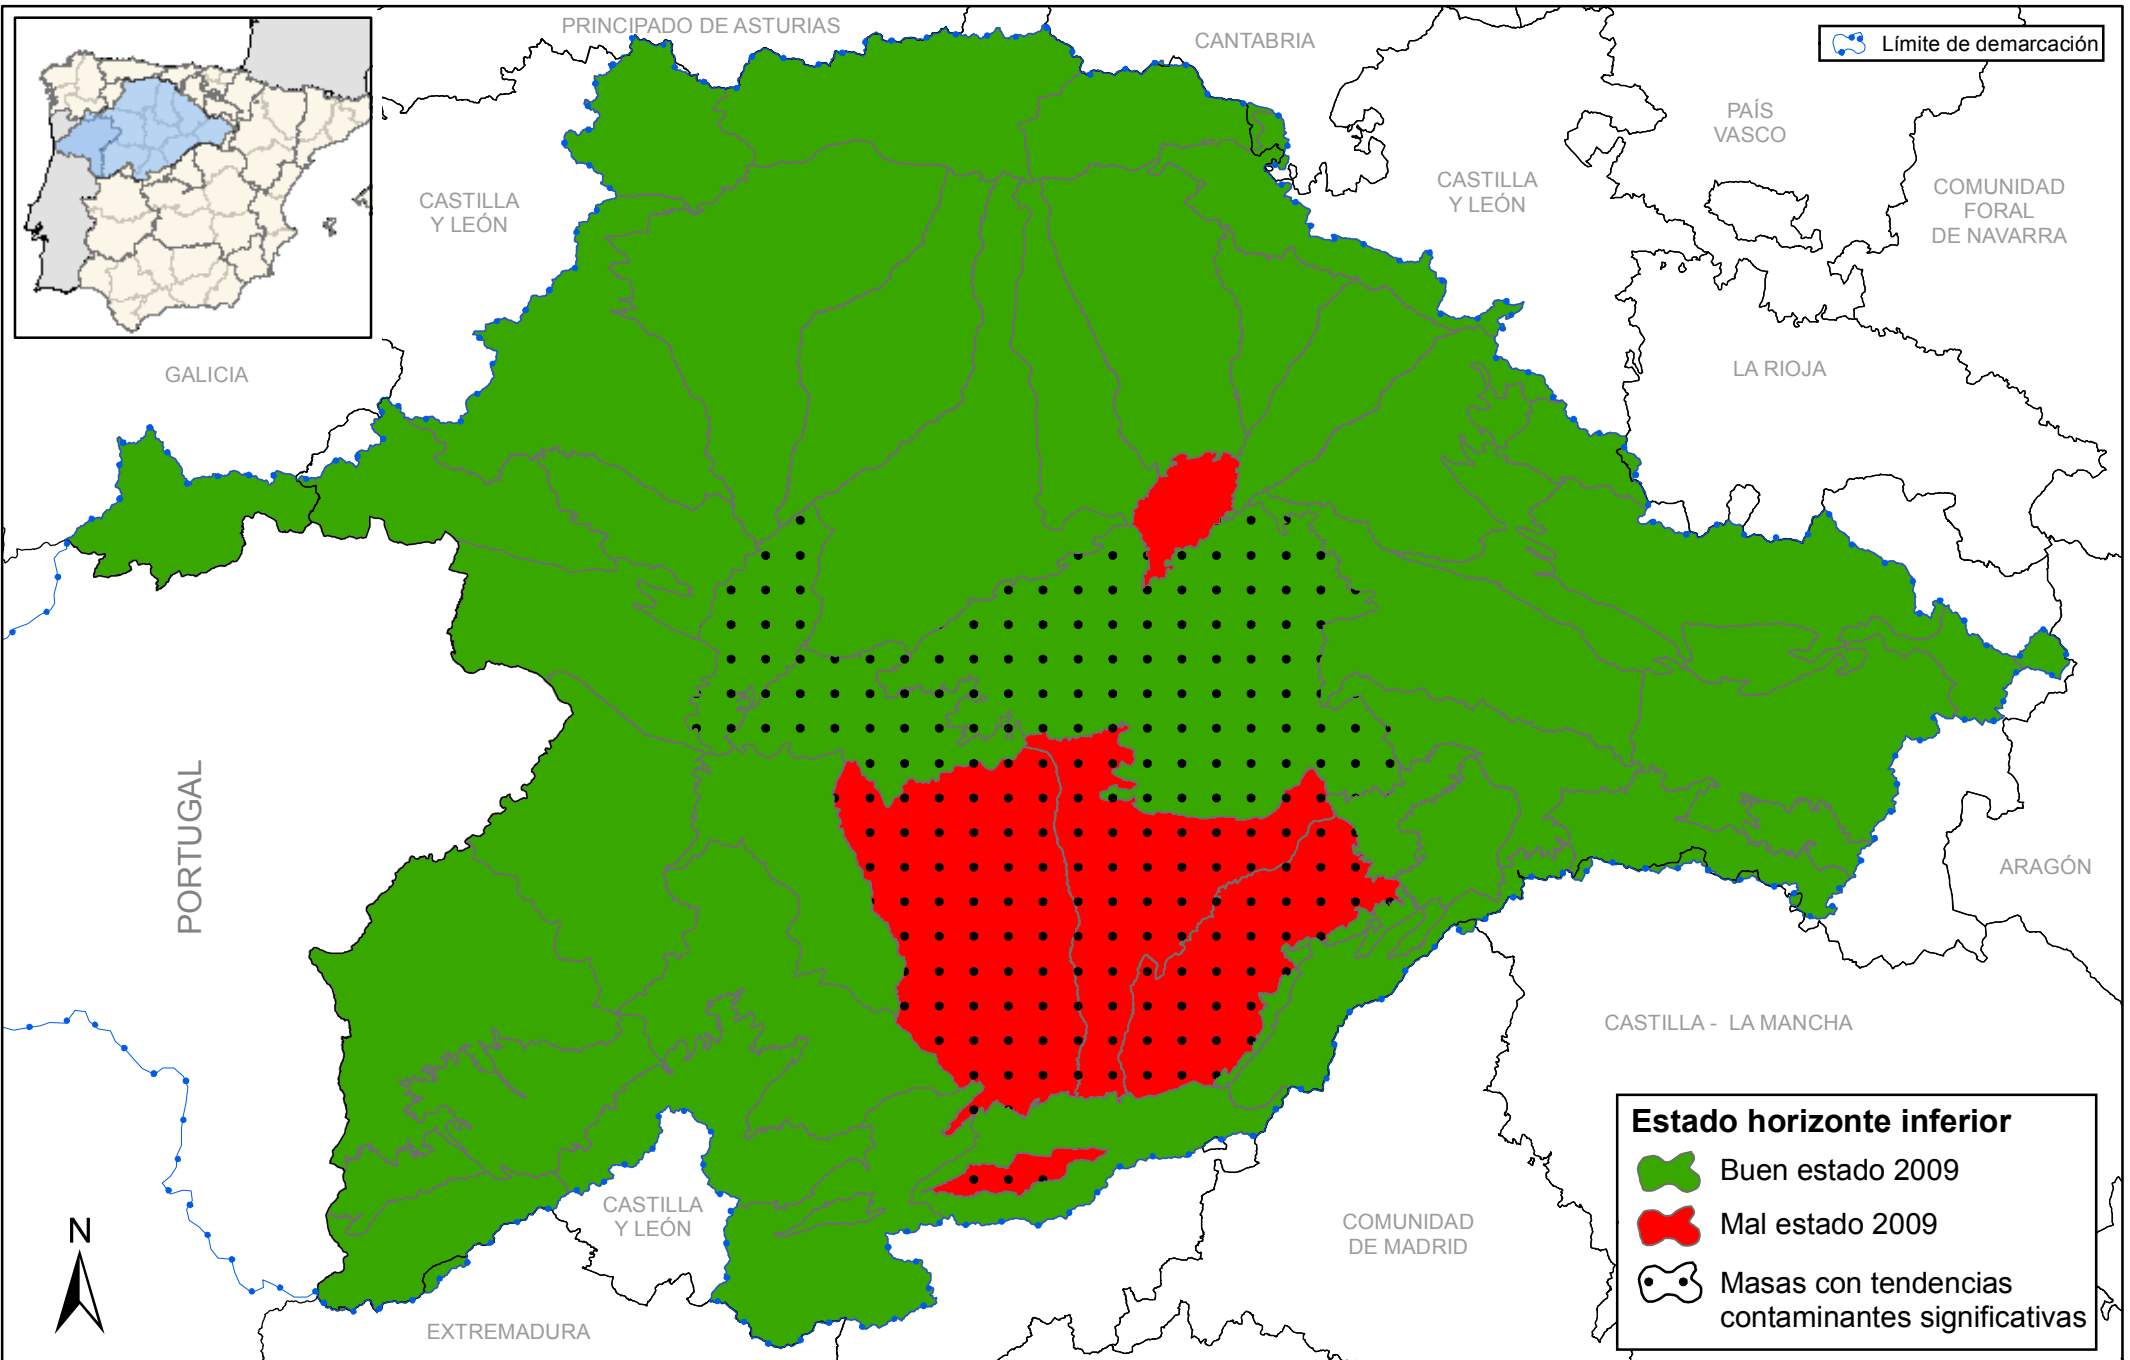 PRINCIPADO DE ASTURIAS
CANTABRIA
Límite de demarcación
PAÍS
VASCO
CASTILLA
Y LEÓN
CASTILLA
Y LEÓN
COMUNIDAD
FORAL
DE NAVARRA
GALICIA
LA RIOJA
PORTUGAL
ARAGÓN
CASTILLA - LA MANCHA
CASTILLA
Y LEÓN
COMUNIDAD
DE MADRID
EXTREMADURA
N
Estado horizonte inferior
Buen estado 2009
Mal estado 2009
Masas con tendencias
contaminantes significativas